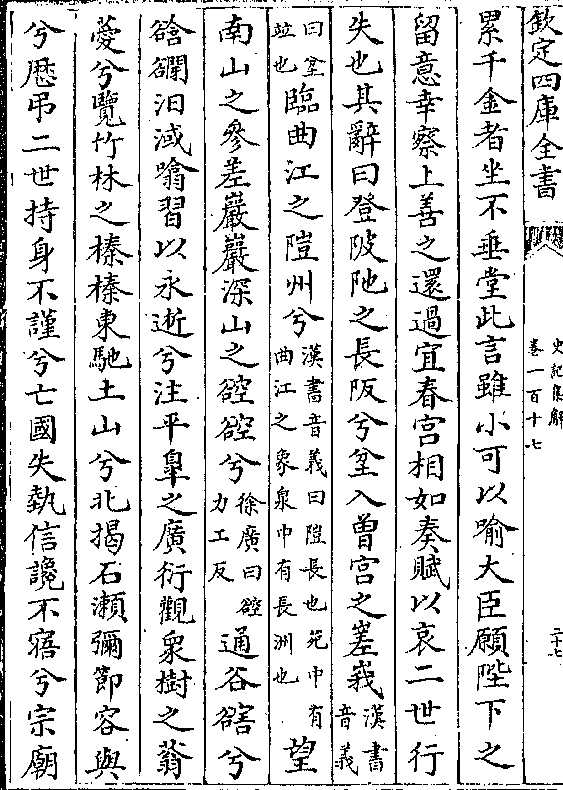 欽定四庫全書
史記集解
卷一百十七
二十七
累千金者坐不垂堂此言雖小可以喻大臣願陛下之
留意幸察上善之還過宜春宮相如奏賦以哀二世行
失也其辭曰登陂阤之長阪兮坌入曾宮之嵳峩漢書音義
曰坌並也臨曲江之隑州兮漢書音義曰隑長也苑中有曲江之象泉中有長洲也望
南山之參差巖巖深山之谾谾兮徐廣曰谾力工反通谷𧯆兮
谽𧮰汩淢噏習以永逝兮注平臯之廣衍觀衆樹之蓊
薆兮覽竹林之榛榛東馳土山兮北揭石瀬彌節容與
兮厯弔二世持身不謹兮亡國失埶信讒不寤兮宗廟